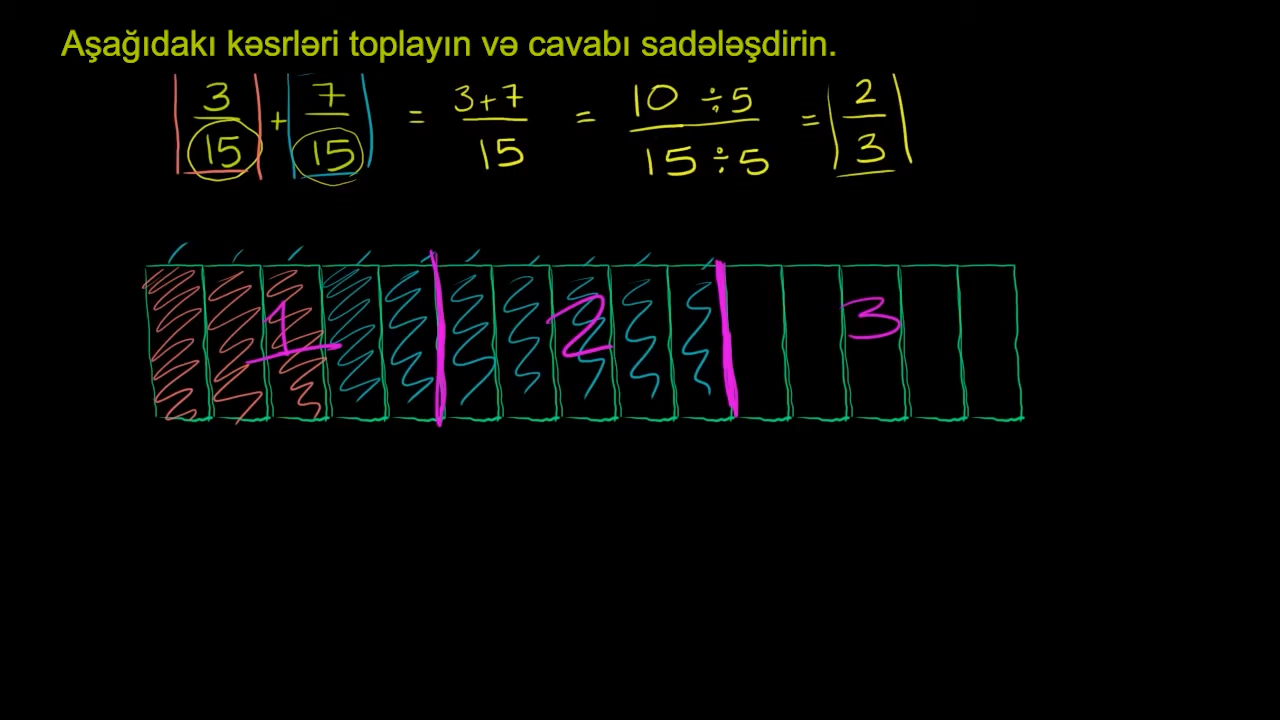 Aşağıdakı kəsrləri toplayın və cavabı sadələşdirin.
3/15 + 7/15 = 3+7/15 = 10 ÷5/15 ÷5 = 2/3
1 2 3